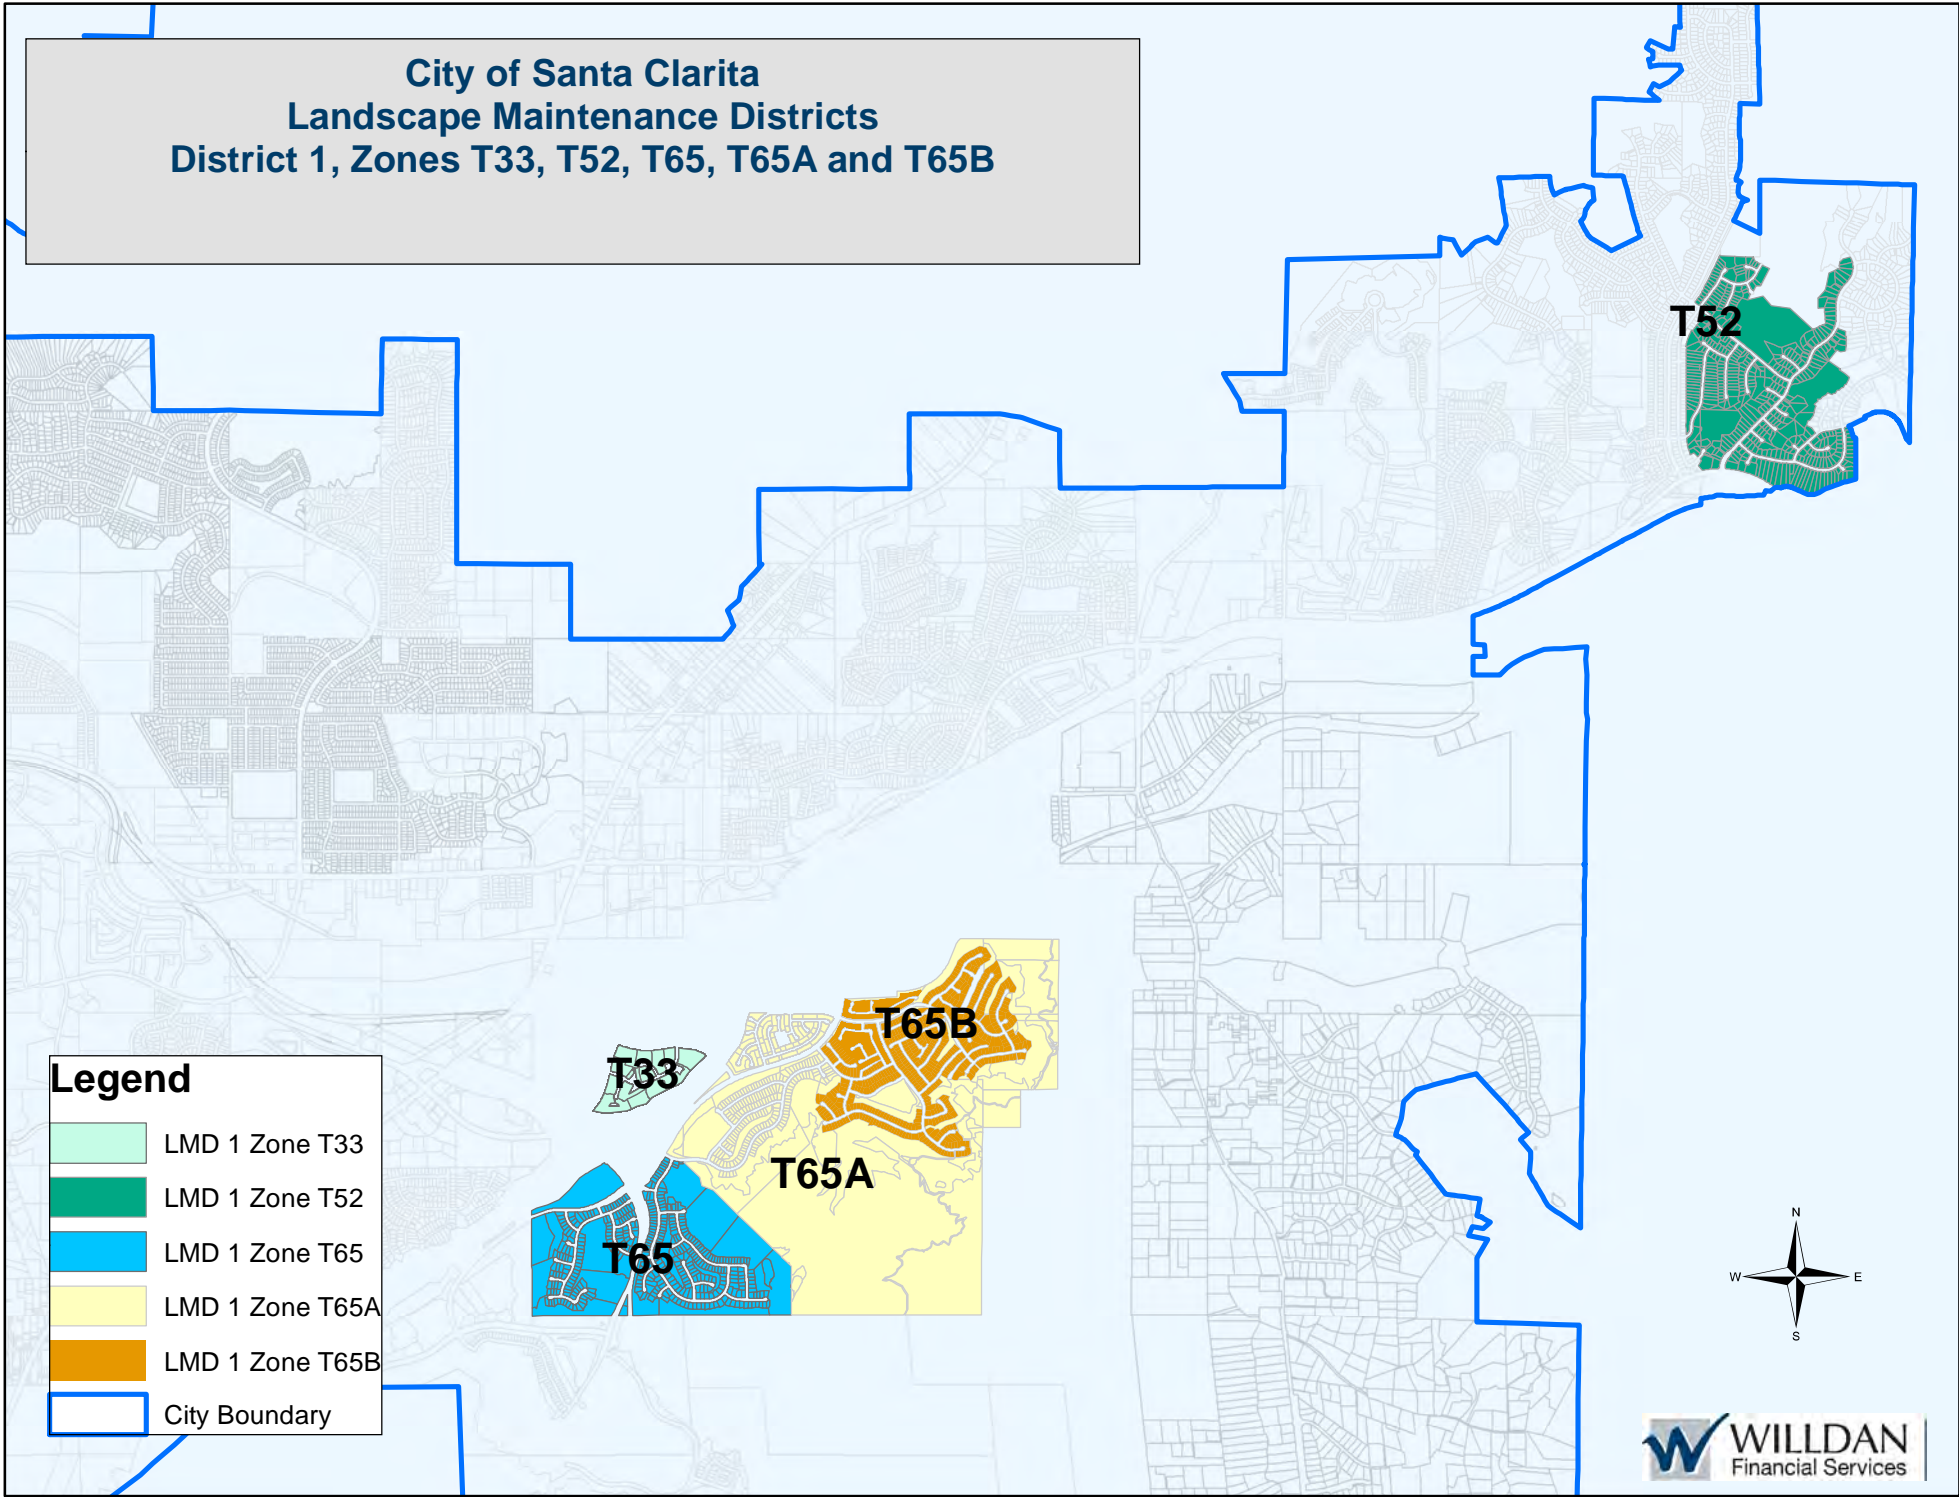 City of Santa Clarita
Landscape Maintenance Districts
District 1, Zones T33, T52, T65, T65A and T65B
T52
T65B
T33
T65A
T65
Legend
LMD 1 Zone T33
LMD 1 Zone T52
LMD 1 Zone T65
LMD 1 Zone T65A
LMD 1 Zone T65B
City Boundary
N
W
E
S
WILLDAN
Financial Services